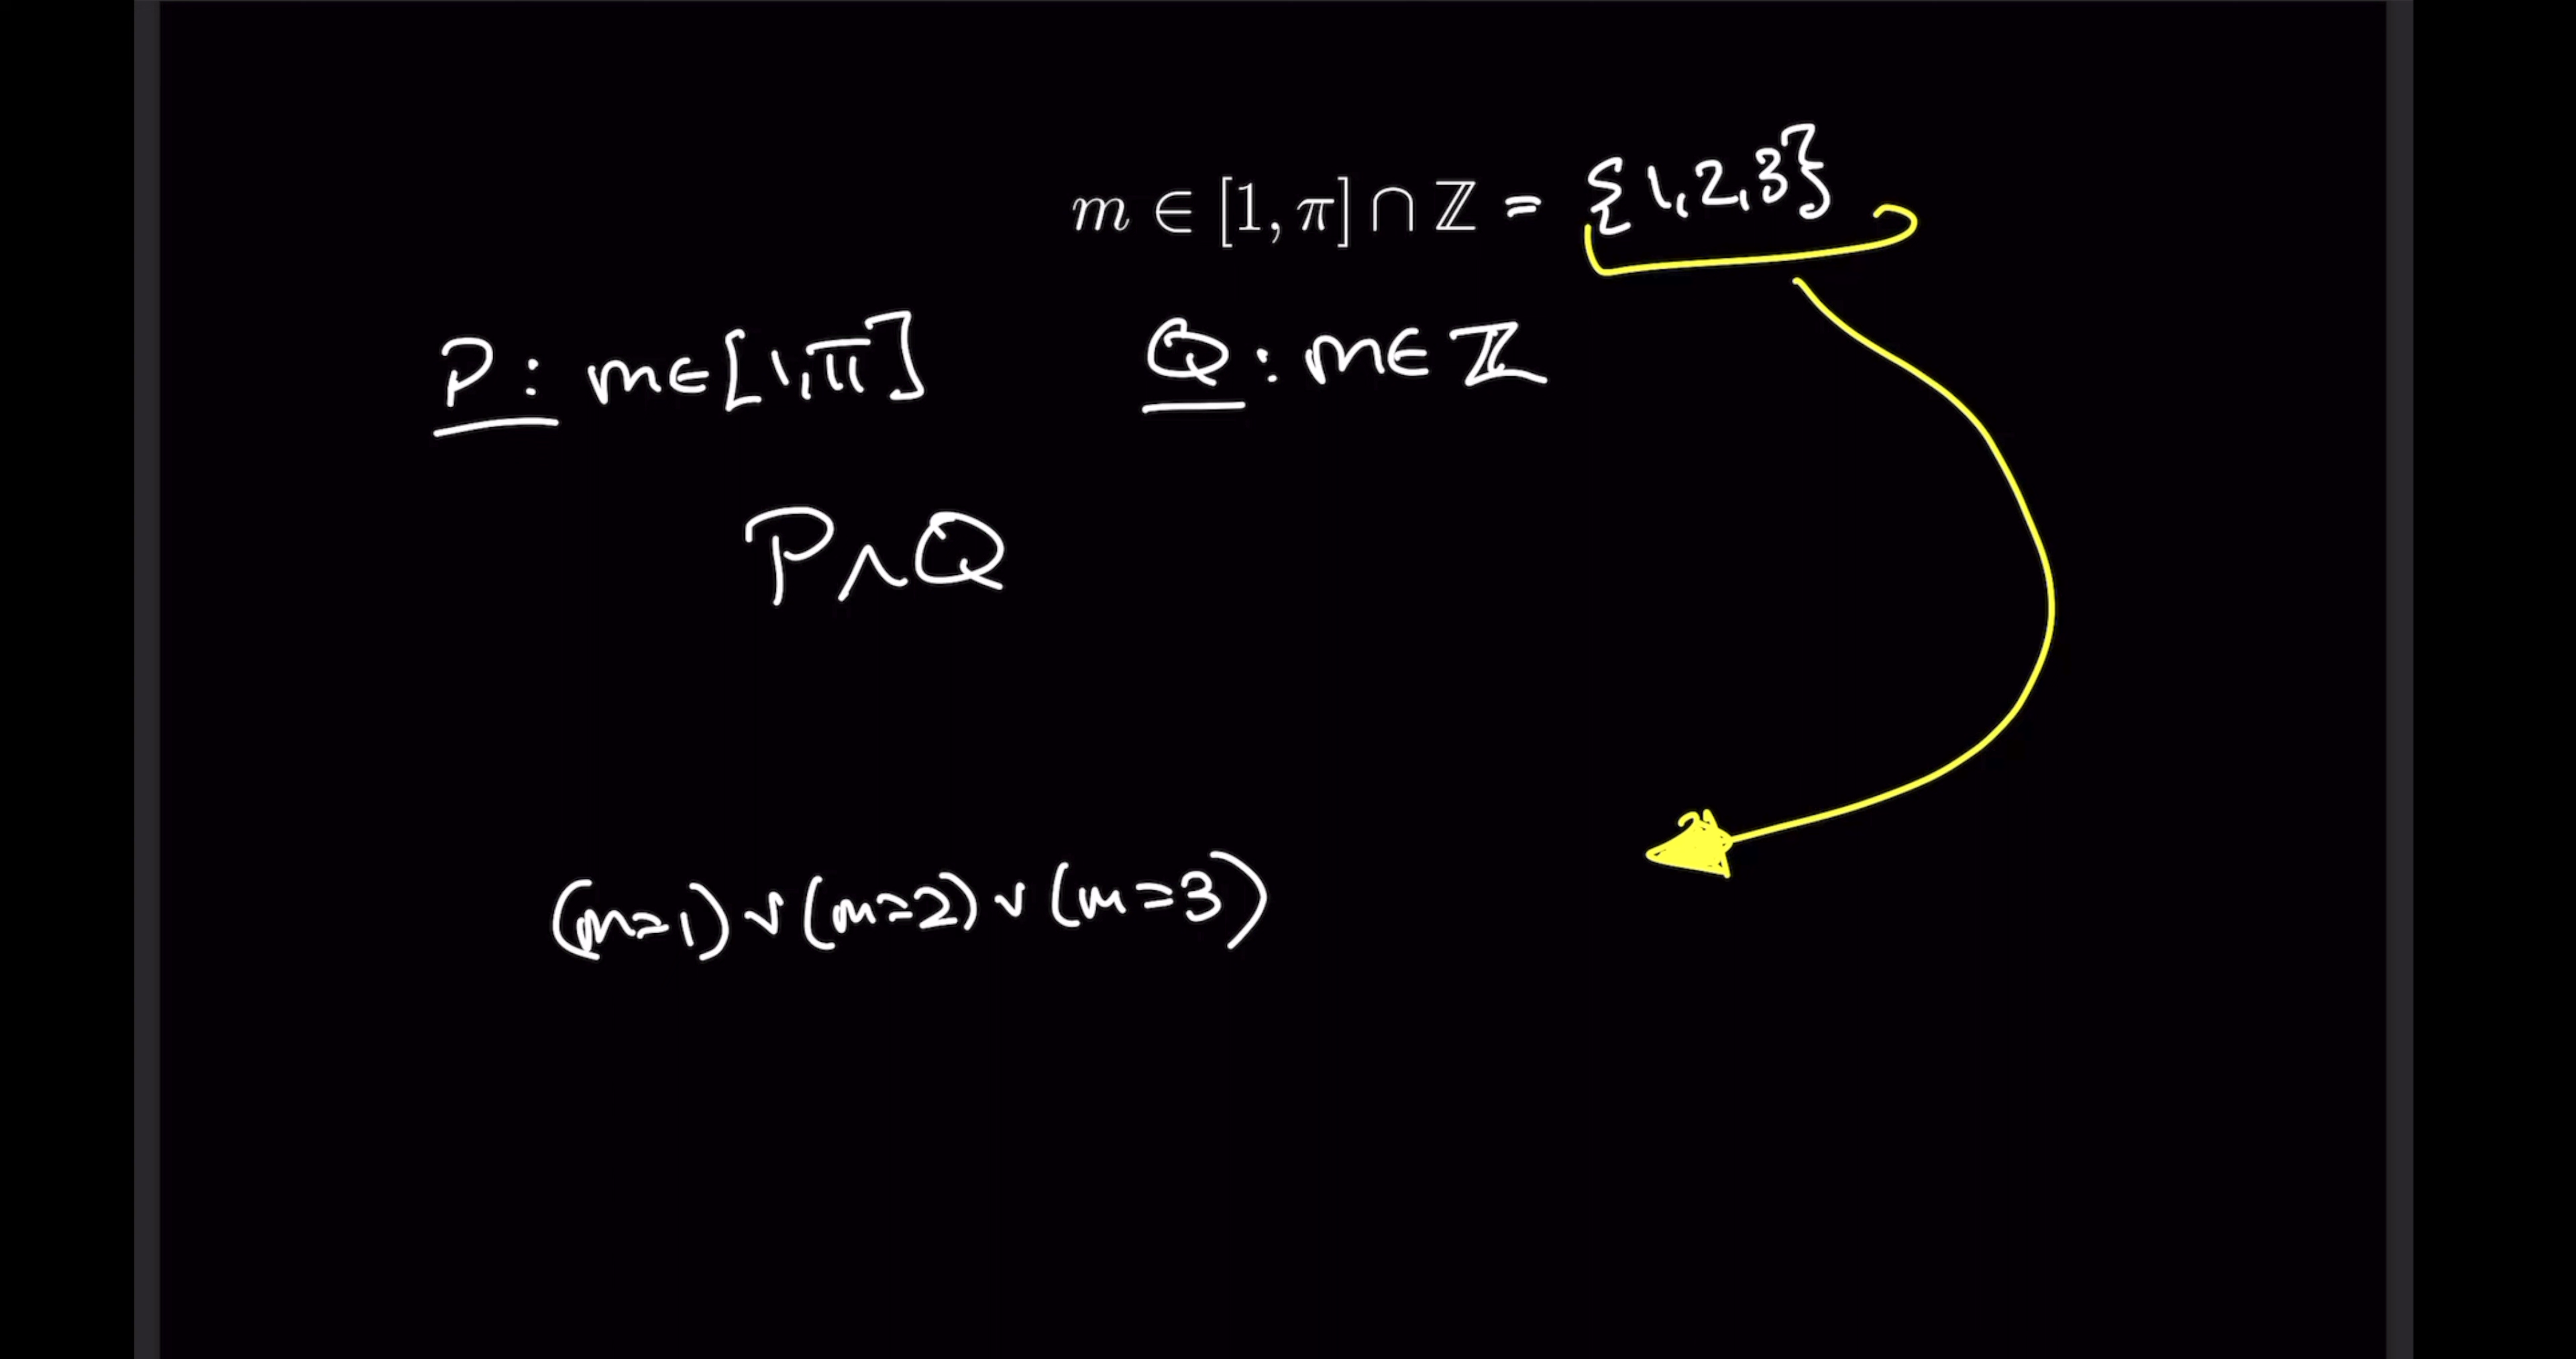 m ∈ [1, π] ∩ ℤ = {1,2,3}
P: m∈[1,π] Q: m∈ℤ
P∧Q
(m=1) ∨ (m=2) ∨ (m=3)